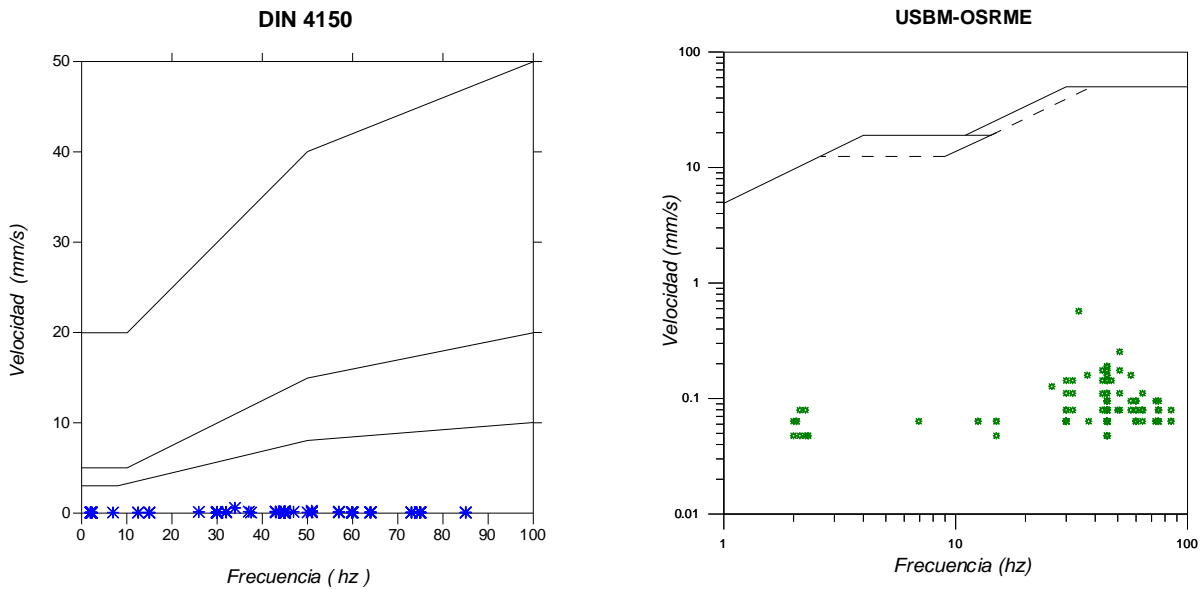 DIN 4150
50
40
30
20
10
0
0 10 20 30 40 50 60 70 80 90 100
Velocidad (mm/s)
Frecuencia ( hz )
USBM-OSRME
100
10
1
0.1
0.01
1 10 100
Velocidad (mm/s)
Frecuencia (hz)